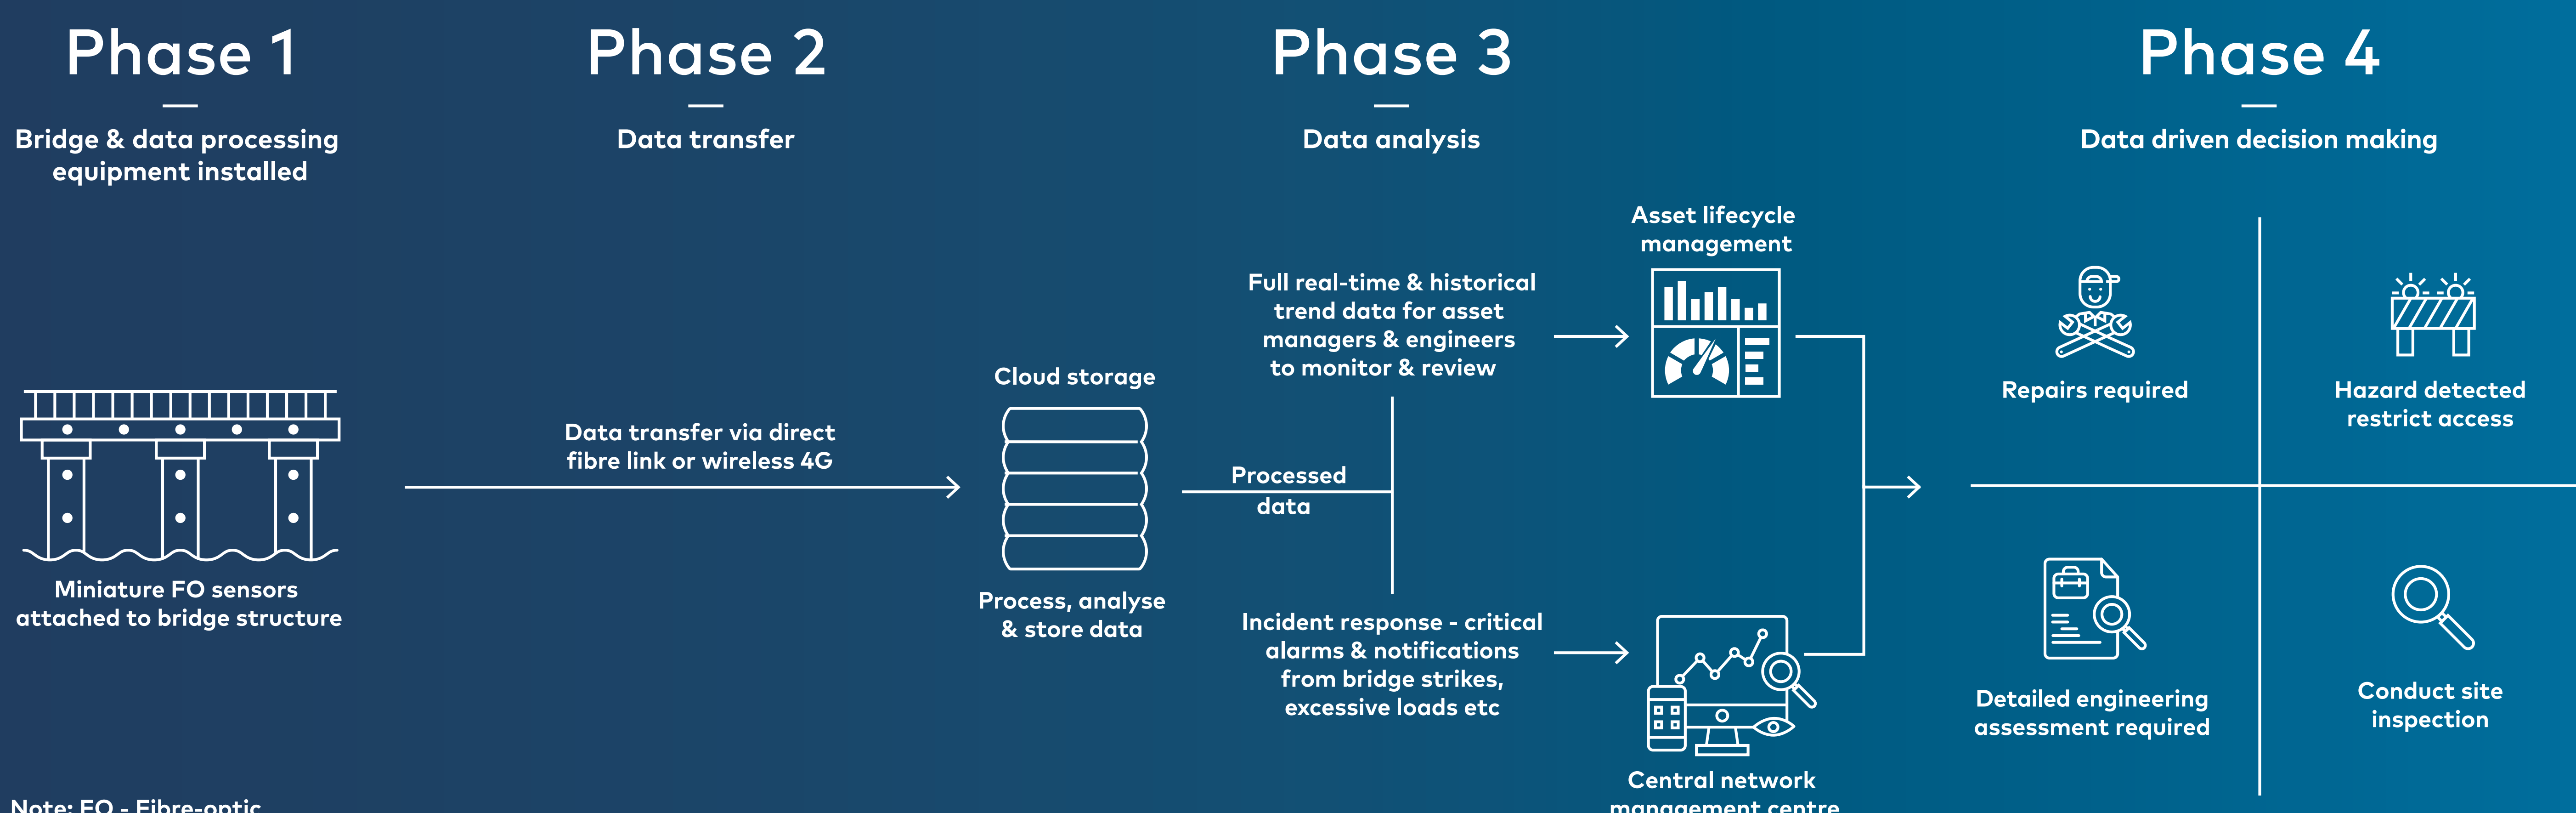 Phase 1
Bridge & data processing
equipment installed
Miniature FO sensors
attached to bridge structure
Note: FO - Fibre-optic
Phase 2
Data transfer
Data transfer via direct
fibre link or wireless 4G
Cloud storage
Process, analyse
& store data
Phase 3
Data analysis
Processed
data
Full real-time & historical
trend data for asset
managers & engineers
to monitor & review
Asset lifecycle
management
Incident response - critical
alarms & notifications
from bridge strikes,
excessive loads etc
Central network
management centre
Phase 4
Data driven decision making
Repairs required
Hazard detected
restrict access
Detailed engineering
assessment required
Conduct site
inspection